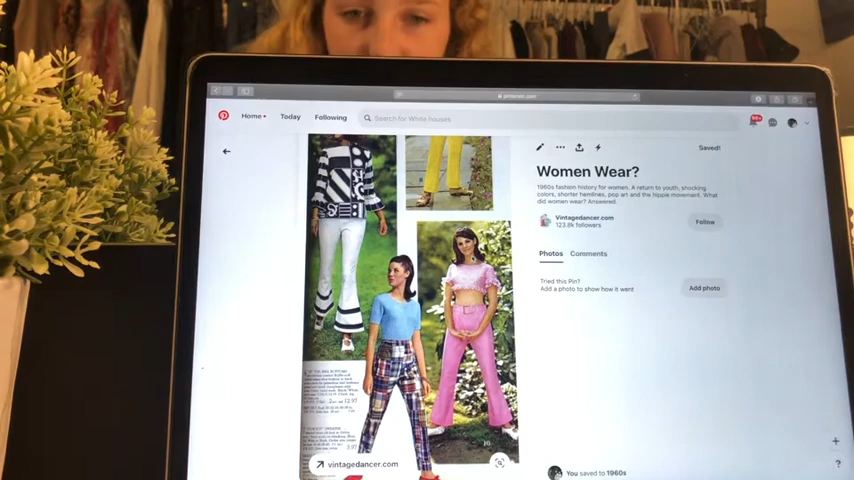 pinterest.com
Home
Today
Following
Search for White houses
99+
Saved!
Women Wear?
1960s fashion history for women. A return to youth, shocking
colors, shorter hemlines, pop art and the hippie movement. What
did women wear? Answered.
Vintagedancer.com
123.8k followers
Follow
Photos
Comments
Tried this Pin?
Add a photo to show how it went
Add photo
10
vintagedancer.com
You saved to 1960s
+
?